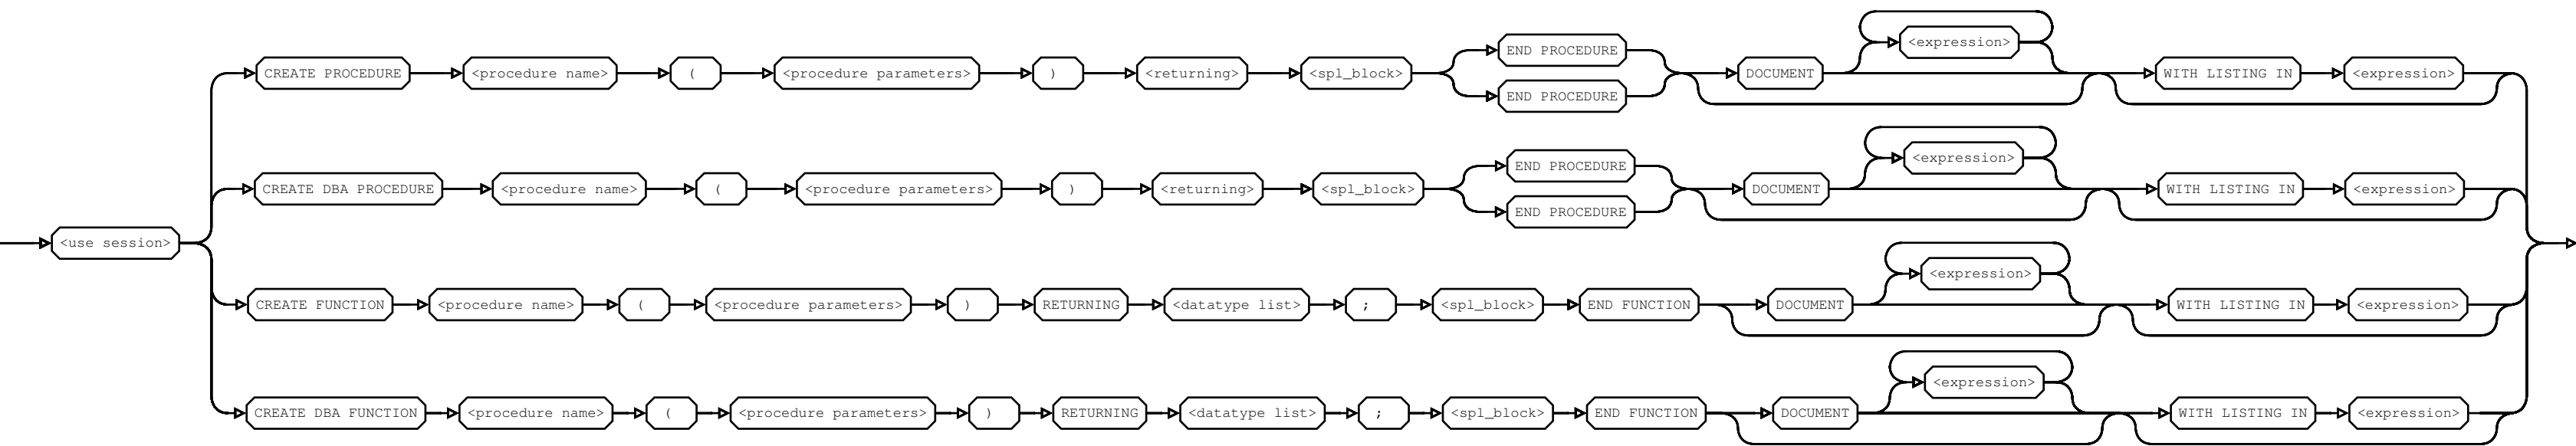 <expression>
END PROCEDURE
CREATE PROCEDURE <procedure name> ( <procedure parameters> ) <returning> <spl_block> DOCUMENT WITH LISTING IN <expression>
END PROCEDURE
<expression>
END PROCEDURE
CREATE DBA PROCEDURE <procedure name> ( <procedure parameters> ) <returning> <spl_block> DOCUMENT WITH LISTING IN <expression>
END PROCEDURE
<use session>
<expression>
CREATE FUNCTION <procedure name> ( <procedure parameters> ) RETURNING <datatype list> ; <spl_block> END FUNCTION DOCUMENT WITH LISTING IN <expression>
<expression>
CREATE DBA FUNCTION <procedure name> ( <procedure parameters> ) RETURNING <datatype list> ; <spl_block> END FUNCTION DOCUMENT WITH LISTING IN <expression>